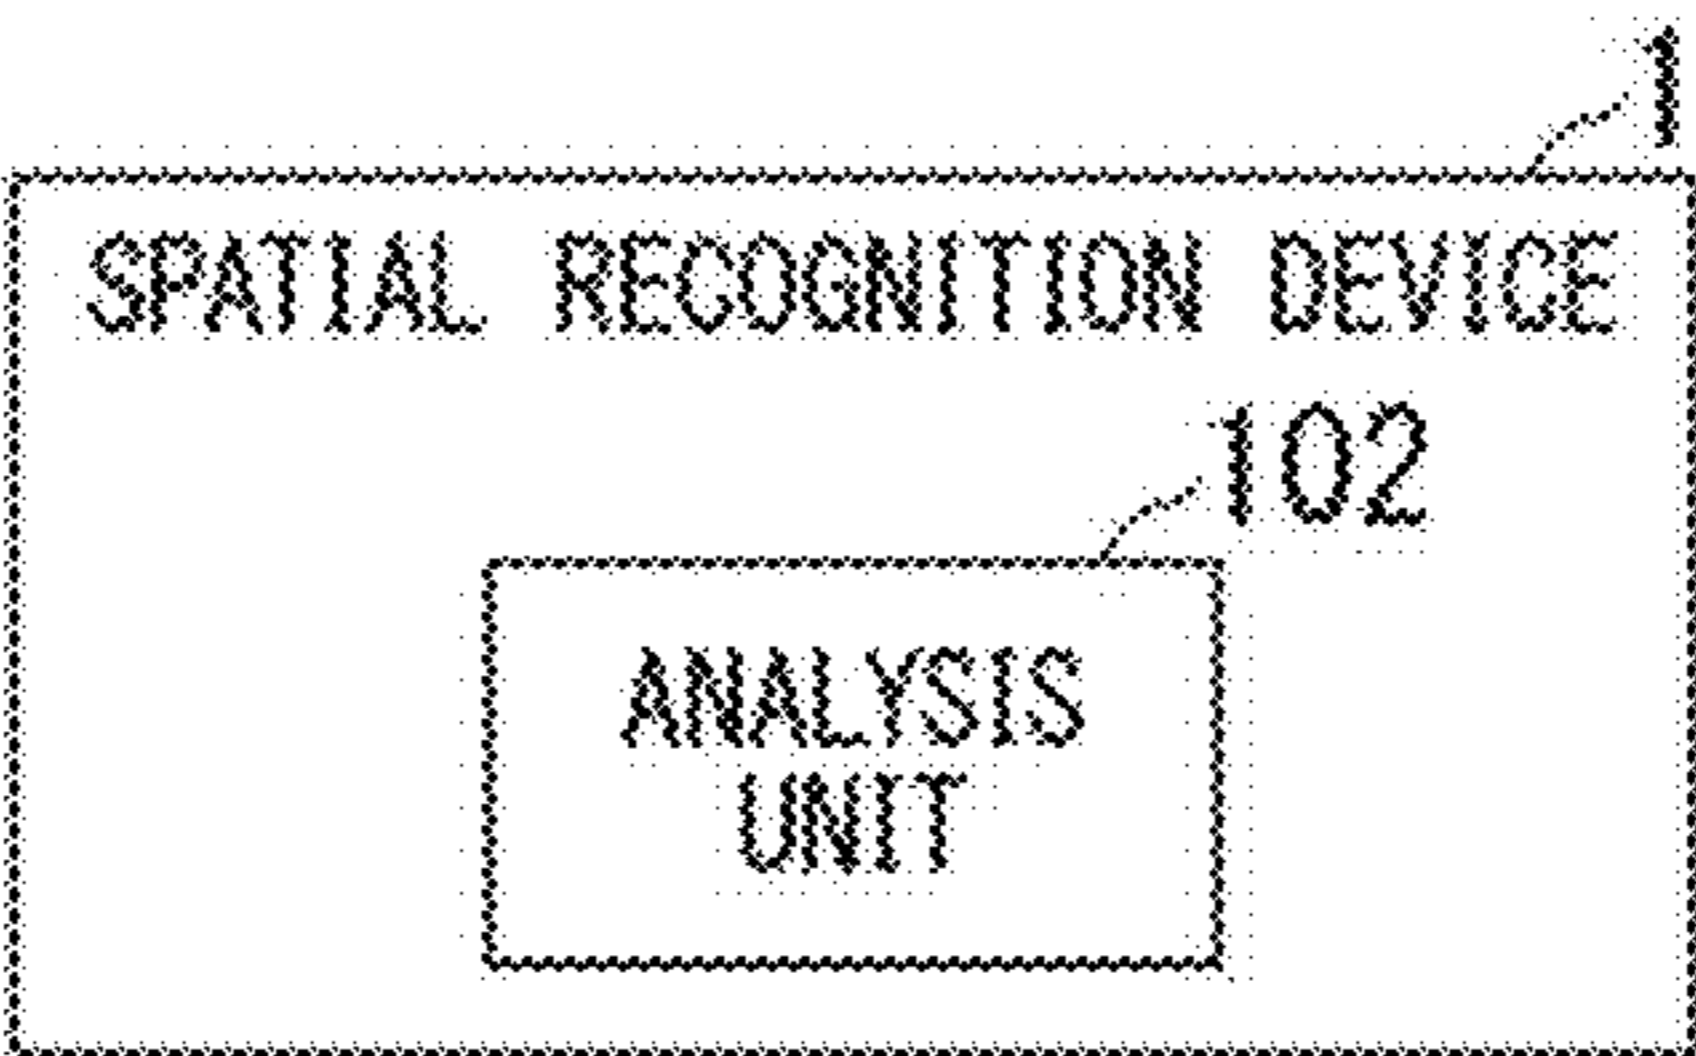 1
SPATIAL RECOGNITION DEVICE
102
ANALYSIS
UNIT